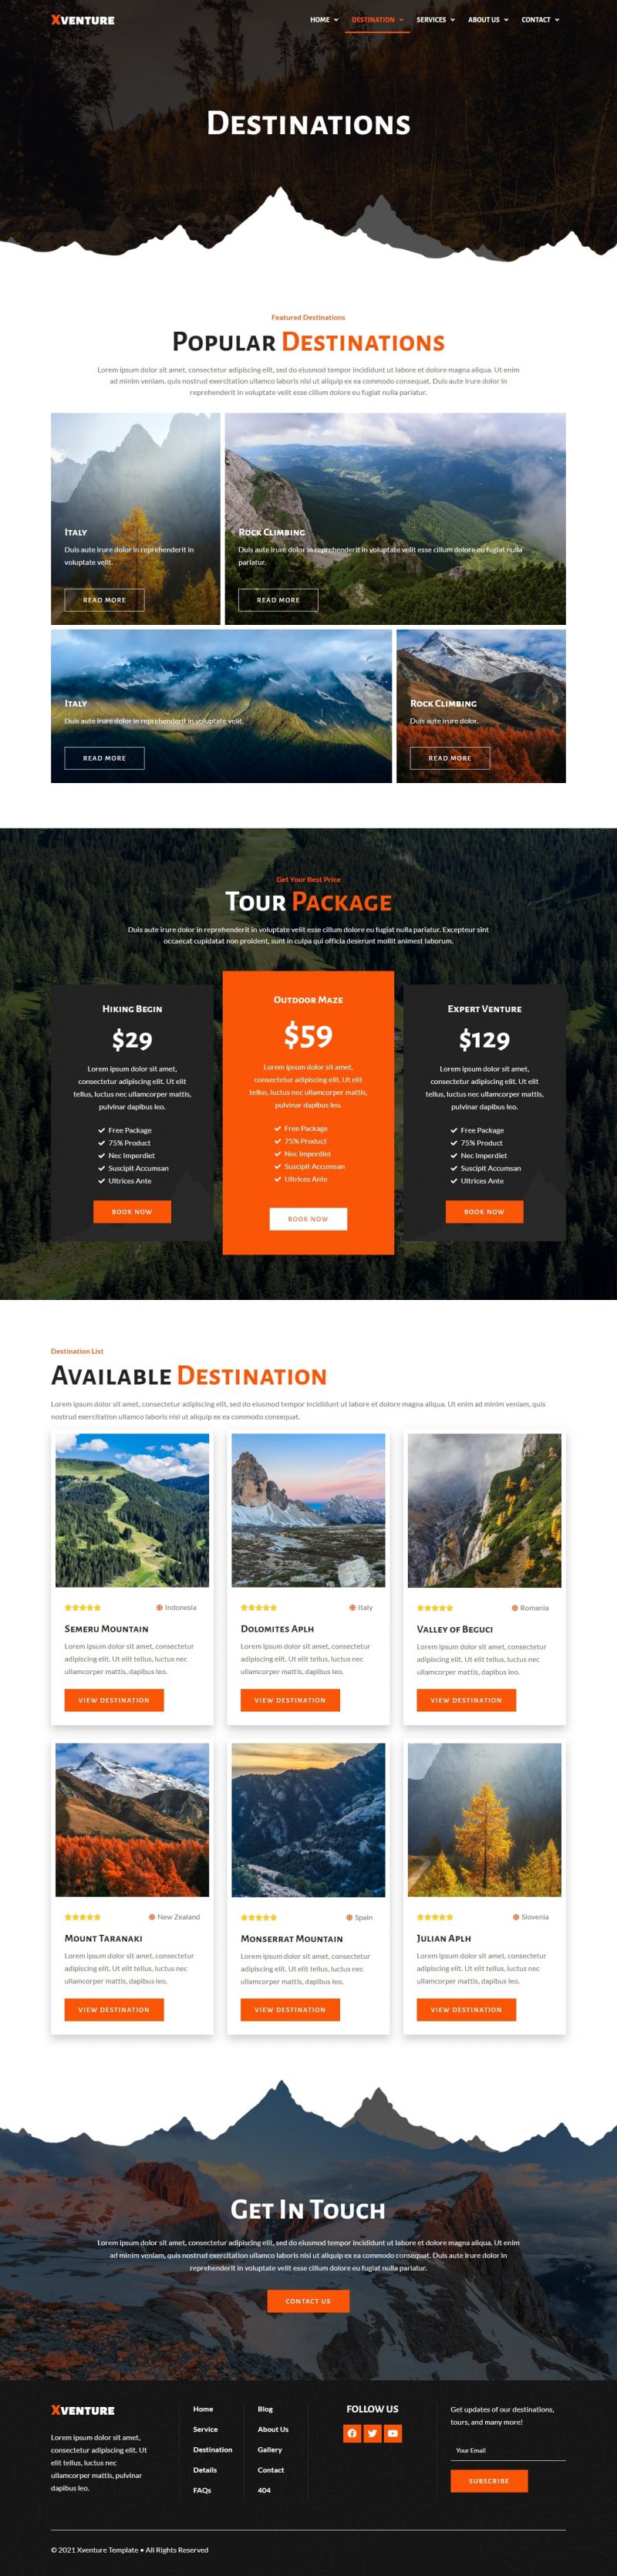 XVENTURE
HOME DESTINATION SERVICES ABOUT US CONTACT
DESTINATIONS
Featured Destinations
POPULAR DESTINATIONS
Lorem ipsum dolor sit amet, consectetur adipiscing elit, sed do eiusmod tempor incididunt ut labore et dolore magna aliqua. Ut enim
ad minim veniam, quis nostrud exercitation ullamco laboris nisi ut aliquip ex ea commodo consequat. Duis aute irure dolor in
reprehenderit in voluptate velit esse cillum dolore eu fugiat nulla pariatur.
ITALY
Duis aute irure dolor in reprehenderit in
voluptate velit.
READ MORE
ROCK CLIMBING
Duis aute irure dolor in reprehenderit in voluptate velit esse cillum dolore eu fugiat nulla
pariatur.
READ MORE
ITALY
Duis aute irure dolor in reprehenderit in voluptate velit.
READ MORE
ROCK CLIMBING
Duis aute irure dolor.
READ MORE
Get Your Best Price
TOUR PACKAGE
Duis aute irure dolor in reprehenderit in voluptate velit esse cillum dolore eu fugiat nulla pariatur. Excepteur sint
occaecat cupidatat non proident, sunt in culpa qui officia deserunt mollit animest laborum.
HIKING BEGIN
$29
Lorem ipsum dolor sit amet,
consectetur adipiscing elit. Ut elit
tellus, luctus nec ullamcorper mattis,
pulvinar dapibus leo.
Free Package
75% Product
Nec Imperdiet
Suscipit Accumsan
Ultrices Ante
BOOK NOW
OUTDOOR MAZE
$59
Lorem ipsum dolor sit amet,
consectetur adipiscing elit. Ut elit
tellus, luctus nec ullamcorper mattis,
pulvinar dapibus leo.
Free Package
75% Product
Nec Imperdiet
Suscipit Accumsan
Ultrices Ante
BOOK NOW
EXPERT VENTURE
$129
Lorem ipsum dolor sit amet,
consectetur adipiscing elit. Ut elit
tellus, luctus nec ullamcorper mattis,
pulvinar dapibus leo.
Free Package
75% Product
Nec Imperdiet
Suscipit Accumsan
Ultrices Ante
BOOK NOW
Destination List
AVAILABLE DESTINATION
Lorem ipsum dolor sit amet, consectetur adipiscing elit, sed do eiusmod tempor incididunt ut labore et dolore magna aliqua. Ut enim ad minim veniam, quis
nostrud exercitation ullamco laboris nisi ut aliquip ex ea commodo consequat.
Indonesia
SEMERU MOUNTAIN
Lorem ipsum dolor sit amet, consectetur
adipiscing elit. Ut elit tellus, luctus nec
ullamcorper mattis, dapibus leo.
VIEW DESTINATION
Italy
DOLOMITES APLH
Lorem ipsum dolor sit amet, consectetur
adipiscing elit. Ut elit tellus, luctus nec
ullamcorper mattis, dapibus leo.
VIEW DESTINATION
Romania
VALLEY OF BEGUCI
Lorem ipsum dolor sit amet, consectetur
adipiscing elit. Ut elit tellus, luctus nec
ullamcorper mattis, dapibus leo.
VIEW DESTINATION
New Zealand
MOUNT TARANAKI
Lorem ipsum dolor sit amet, consectetur
adipiscing elit. Ut elit tellus, luctus nec
ullamcorper mattis, dapibus leo.
VIEW DESTINATION
Spain
MONSERRAT MOUNTAIN
Lorem ipsum dolor sit amet, consectetur
adipiscing elit. Ut elit tellus, luctus nec
ullamcorper mattis, dapibus leo.
VIEW DESTINATION
Slovenia
JULIAN APLH
Lorem ipsum dolor sit amet, consectetur
adipiscing elit. Ut elit tellus, luctus nec
ullamcorper mattis, dapibus leo.
VIEW DESTINATION
GET IN TOUCH
Lorem ipsum dolor sit amet, consectetur adipiscing elit, sed do eiusmod tempor incididunt ut labore et dolore magna aliqua. Ut enim
ad minim veniam, quis nostrud exercitation ullamco laboris nisi ut aliquip ex ea commodo consequat. Duis aute irure dolor in
reprehenderit in voluptate velit esse cillum dolore eu fugiat nulla pariatur.
CONTACT US
XVENTURE
Lorem ipsum dolor sit amet,
consectetur adipiscing elit. Ut
elit tellus, luctus nec
ullamcorper mattis, pulvinar
dapibus leo.
Home
Service
Destination
Details
FAQs
Blog
About Us
Gallery
Contact
404
FOLLOW US
Get updates of our destinations,
tours, and many more!
Your Email
SUBSCRIBE
© 2021 Xventure Template • All Rights Reserved